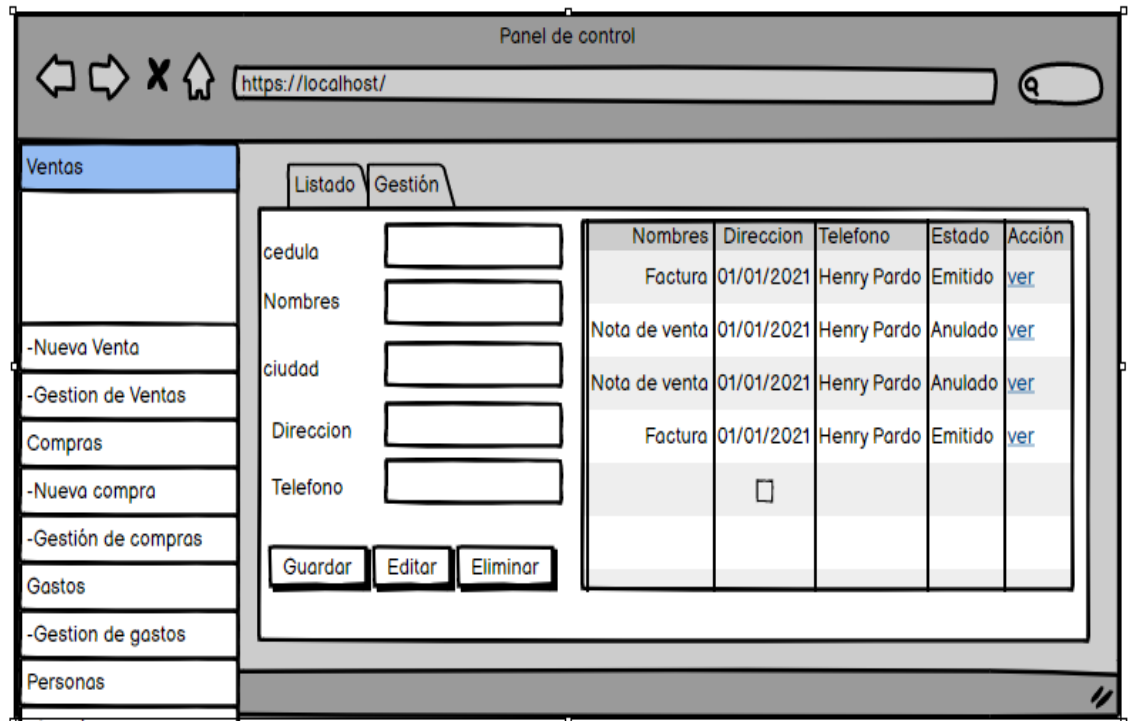 Panel de control
https://localhost/
Ventas
-Nueva Venta
-Gestion de Ventas
Compras
-Nueva compra
-Gestión de compras
Gastos
-Gestion de gastos
Personas
Listado Gestión
cedula
Nombres
ciudad
Direccion
Telefono
Guardar Editar Eliminar
Nombres Direccion Telefono Estado Acción
Factura 01/01/2021 Henry Pardo Emitido ver
Nota de venta 01/01/2021 Henry Pardo Anulado ver
Nota de venta 01/01/2021 Henry Pardo Anulado ver
Factura 01/01/2021 Henry Pardo Emitido ver